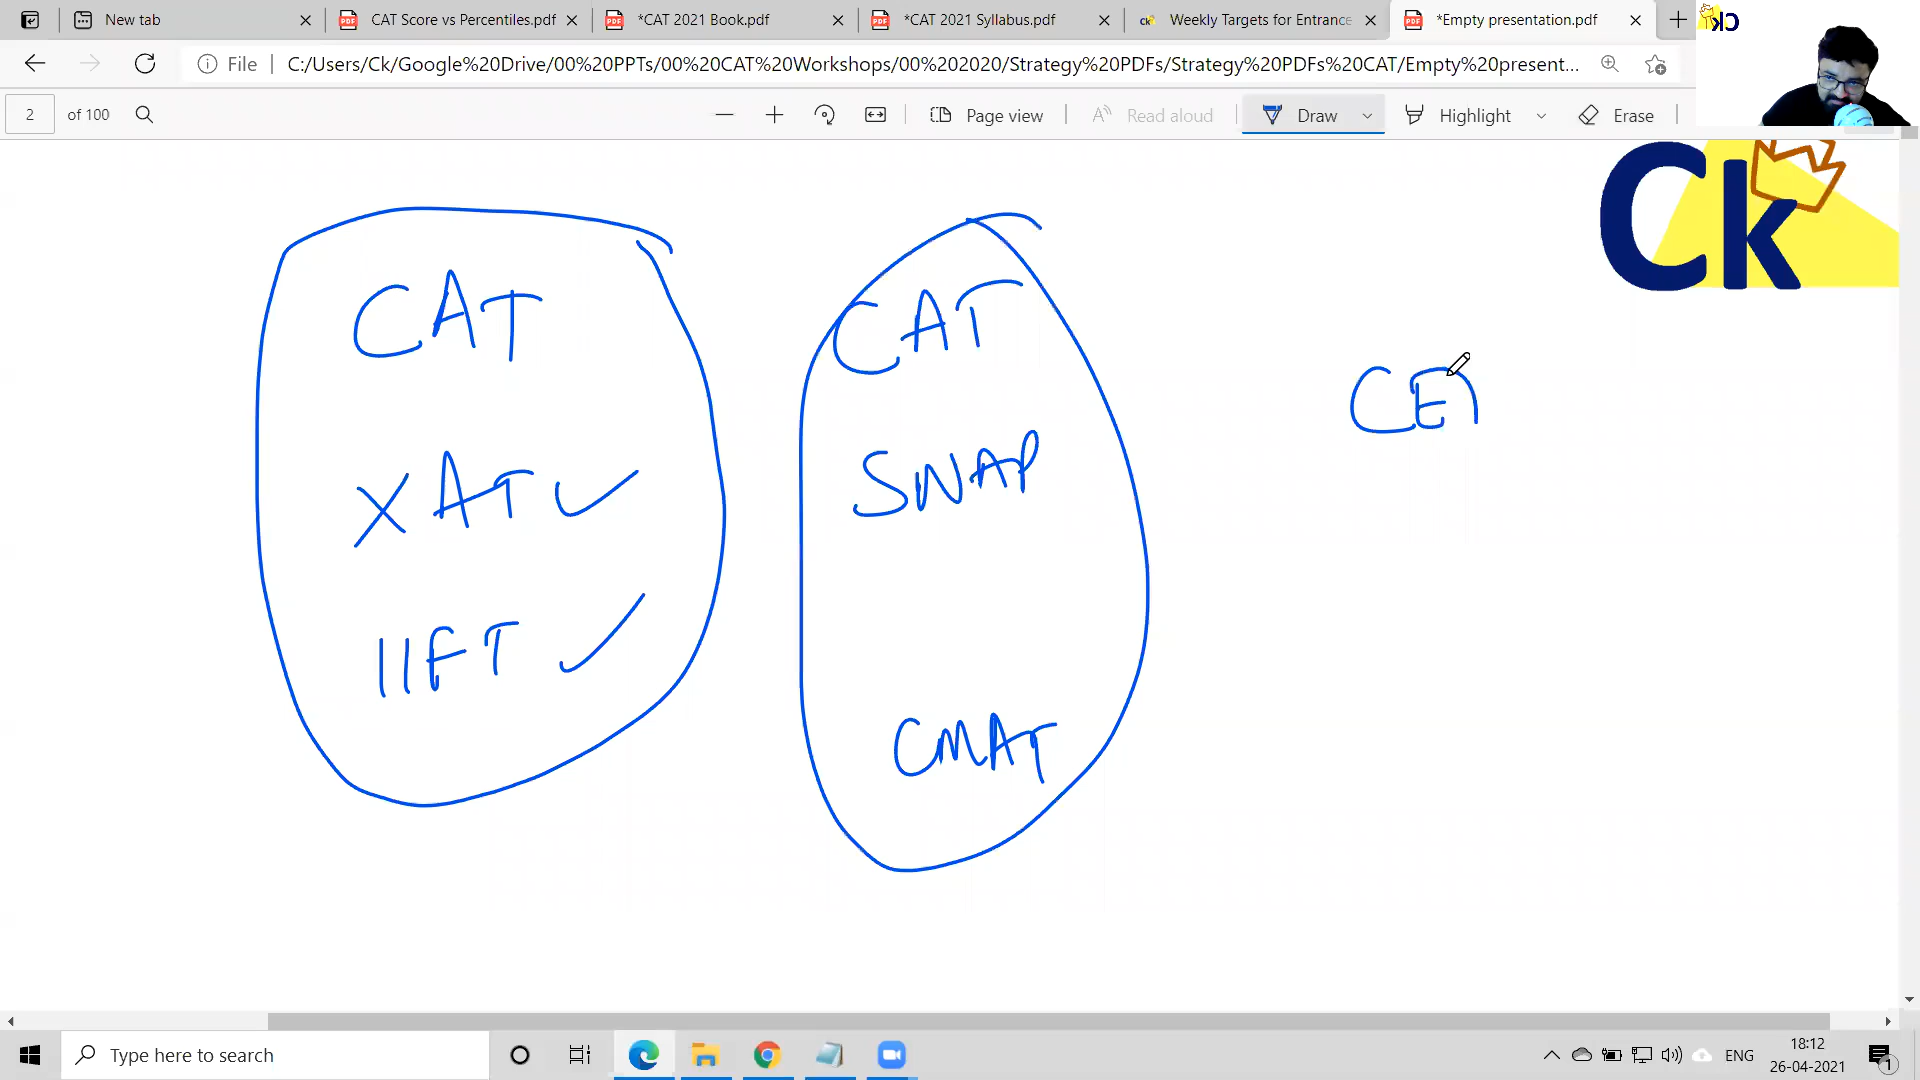 New tab
CAT Score vs Percentiles.pdf
*CAT 2021 Book.pdf
*CAT 2021 Syllabus.pdf
Weekly Targets for Entrance
*Empty presentation.pdf
File
C:/Users/Ck/Google%20Drive/00%20PPTs/00%20CAT%20Workshops/00%202020/Strategy%20PDFs/Strategy%20PDFs%20CAT/Empty%20present...
2 of 100
Page view
Read aloud
Draw
Highlight
Erase
Ck
CAT
XAT
IIFT
CAT
SNAP
CMAT
CET
Type here to search
ENG
18:12
26-04-2021
1